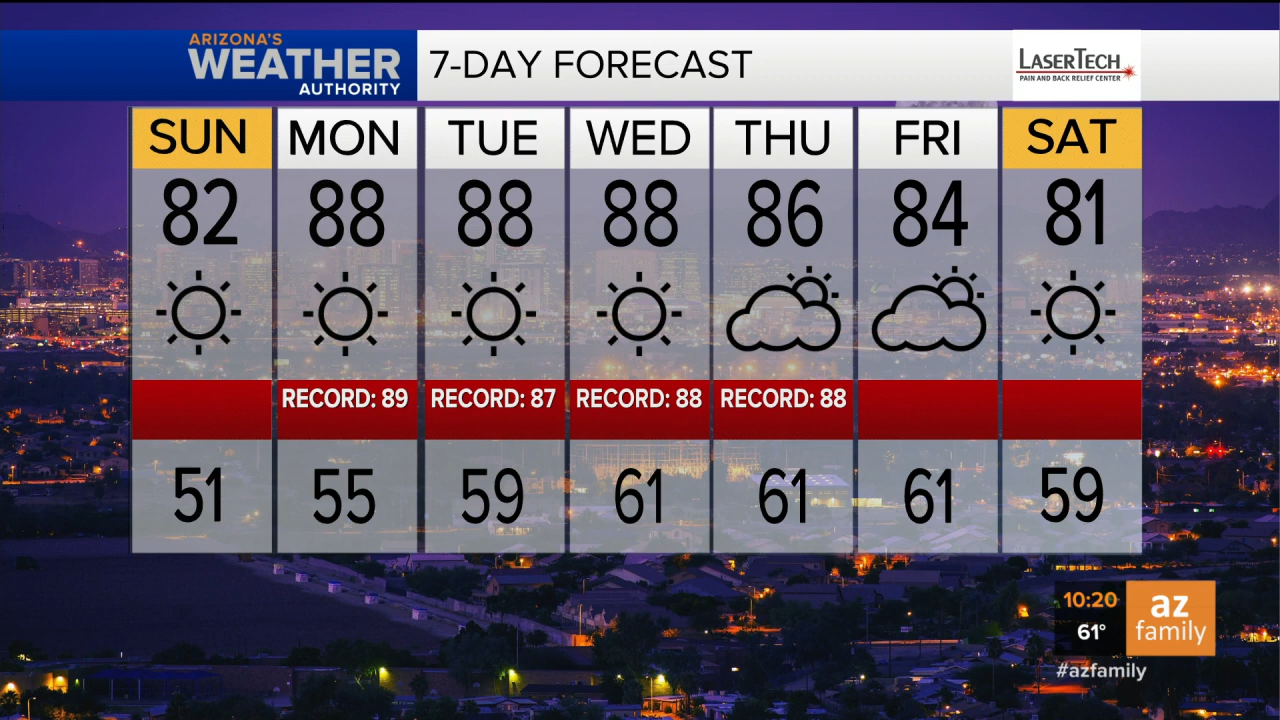 ARIZONA'S
WEATHER
AUTHORITY
7-DAY FORECAST
LASERTECH
PAIN AND BACK RELIEF CENTER
SUN MON TUE WED THU FRI SAT
82 88 88 88 86 84 81
RECORD: 89 RECORD: 87 RECORD: 88 RECORD: 88
51 55 59 61 61 61 59
10:20
61°
az
family
#azfamily